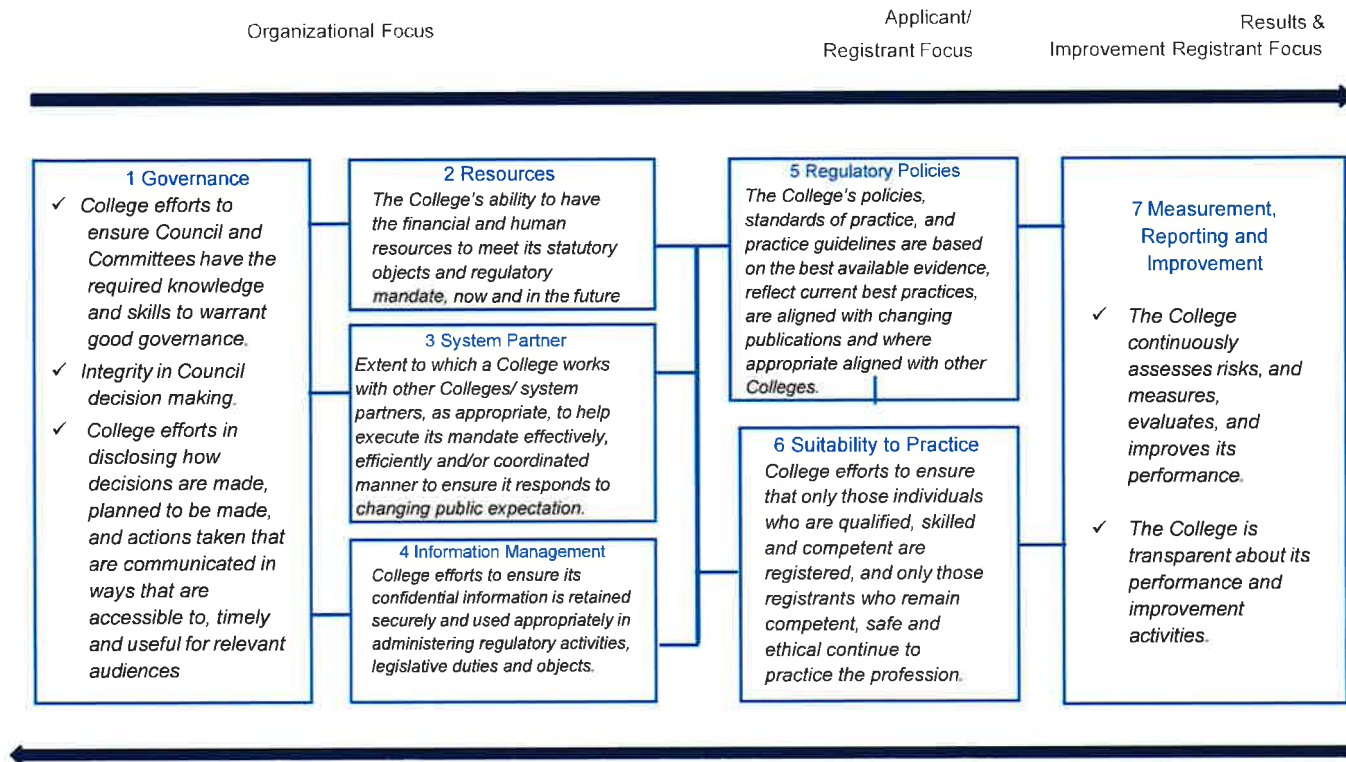 Organizational Focus
Applicant/
Registrant Focus
Results &
Improvement Registrant Focus
1 Governance
✓ College efforts to
ensure Council and
Committees have the
required knowledge
and skills to warrant
good governance.
✓ Integrity in Council
decision making.
✓ College efforts in
disclosing how
decisions are made,
planned to be made,
and actions taken that
are communicated in
ways that are
accessible to, timely
and useful for relevant
audiences
2 Resources
The College's ability to have
the financial and human
resources to meet its statutory
objects and regulatory
mandate, now and in the future
3 System Partner
Extent to which a College works
with other Colleges/ system
partners, as appropriate, to help
execute its mandate effectively,
efficiently and/or coordinated
manner to ensure it responds to
changing public expectation.
4 Information Management
College efforts to ensure its
confidential information is retained
securely and used appropriately in
administering regulatory activities,
legislative duties and objects.
5 Regulatory Policies
The College's policies,
standards of practice, and
practice guidelines are based
on the best available evidence,
reflect current best practices,
are aligned with changing
publications and where
appropriate aligned with other
Colleges.
6 Suitability to Practice
College efforts to ensure
that only those individuals
who are qualified, skilled
and competent are
registered, and only those
registrants who remain
competent, safe and
ethical continue to
practice the profession.
7 Measurement,
Reporting and
Improvement
✓ The College
continuously
assesses risks, and
measures,
evaluates, and
improves its
performance.
✓ The College is
transparent about its
performance and
improvement
activities.